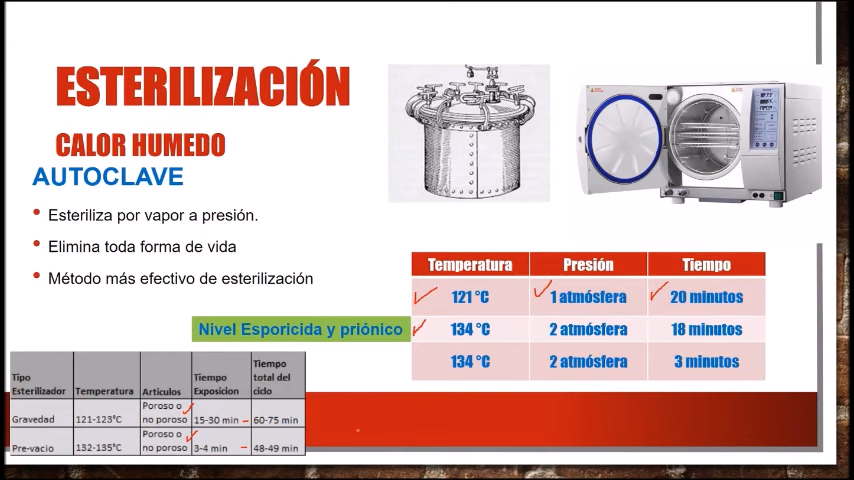 ESTERILIZACIÓN
CALOR HUMEDO
AUTOCLAVE
• Esteriliza por vapor a presión.
• Elimina toda forma de vida
• Método más efectivo de esterilización
Temperatura Presión Tiempo
121 °C 1 atmósfera 20 minutos
Nivel Esporicida y priónico 134 °C 2 atmósfera 18 minutos
134 °C 2 atmósfera 3 minutos
Tipo Esterilizador Temperatura Articulos Tiempo Exposicion Tiempo total del ciclo
Gravedad 121-123°C Poroso o no poroso 15-30 min 60-75 min
Pre-vacio 132-135°C Poroso o no poroso 3-4 min 48-49 min